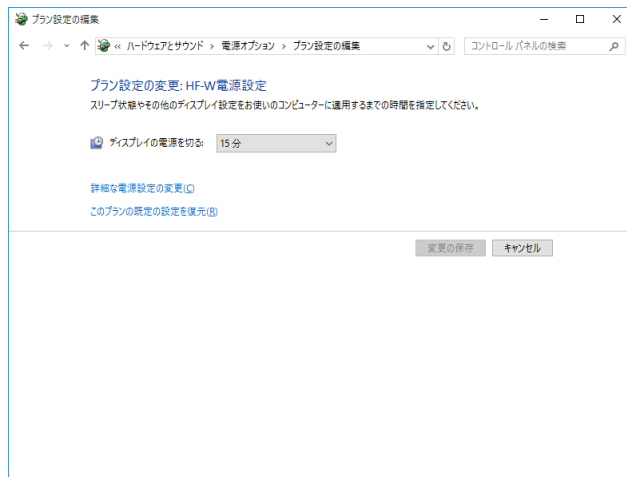 プラン設定の編集
« ハードウェアとサウンド › 電源オプション › プラン設定の編集
コントロール パネルの検索
プラン設定の変更: HF-W電源設定
スリープ状態やその他のディスプレイ設定をお使いのコンピューターに適用するまでの時間を指定してください。
ディスプレイの電源を切る: 15 分
詳細な電源設定の変更(C)
このプランの既定の設定を復元(R)
変更の保存 キャンセル